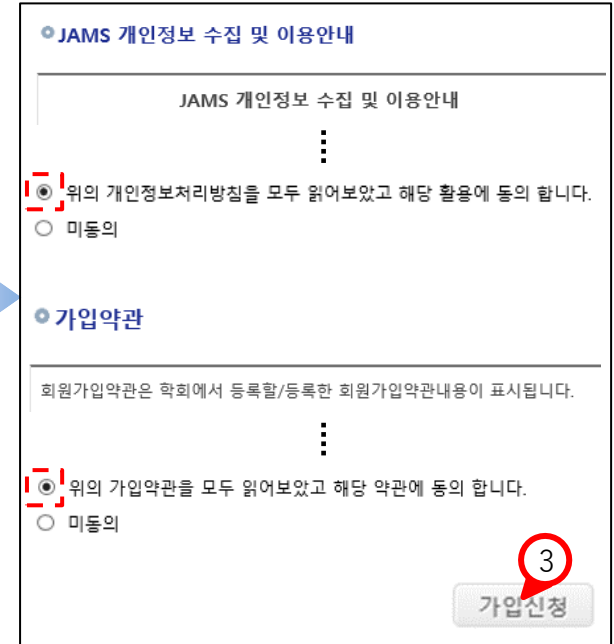 JAMS 개인정보 수집 및 이용안내
JAMS 개인정보 수집 및 이용안내
위의 개인정보처리방침을 모두 읽어보았고 해당 활용에 동의 합니다.
미동의
가입약관
회원가입약관은 학회에서 등록할/등록한 회원가입약관내용이 표시됩니다.
위의 가입약관을 모두 읽어보았고 해당 약관에 동의 합니다.
미동의
3
가입신청